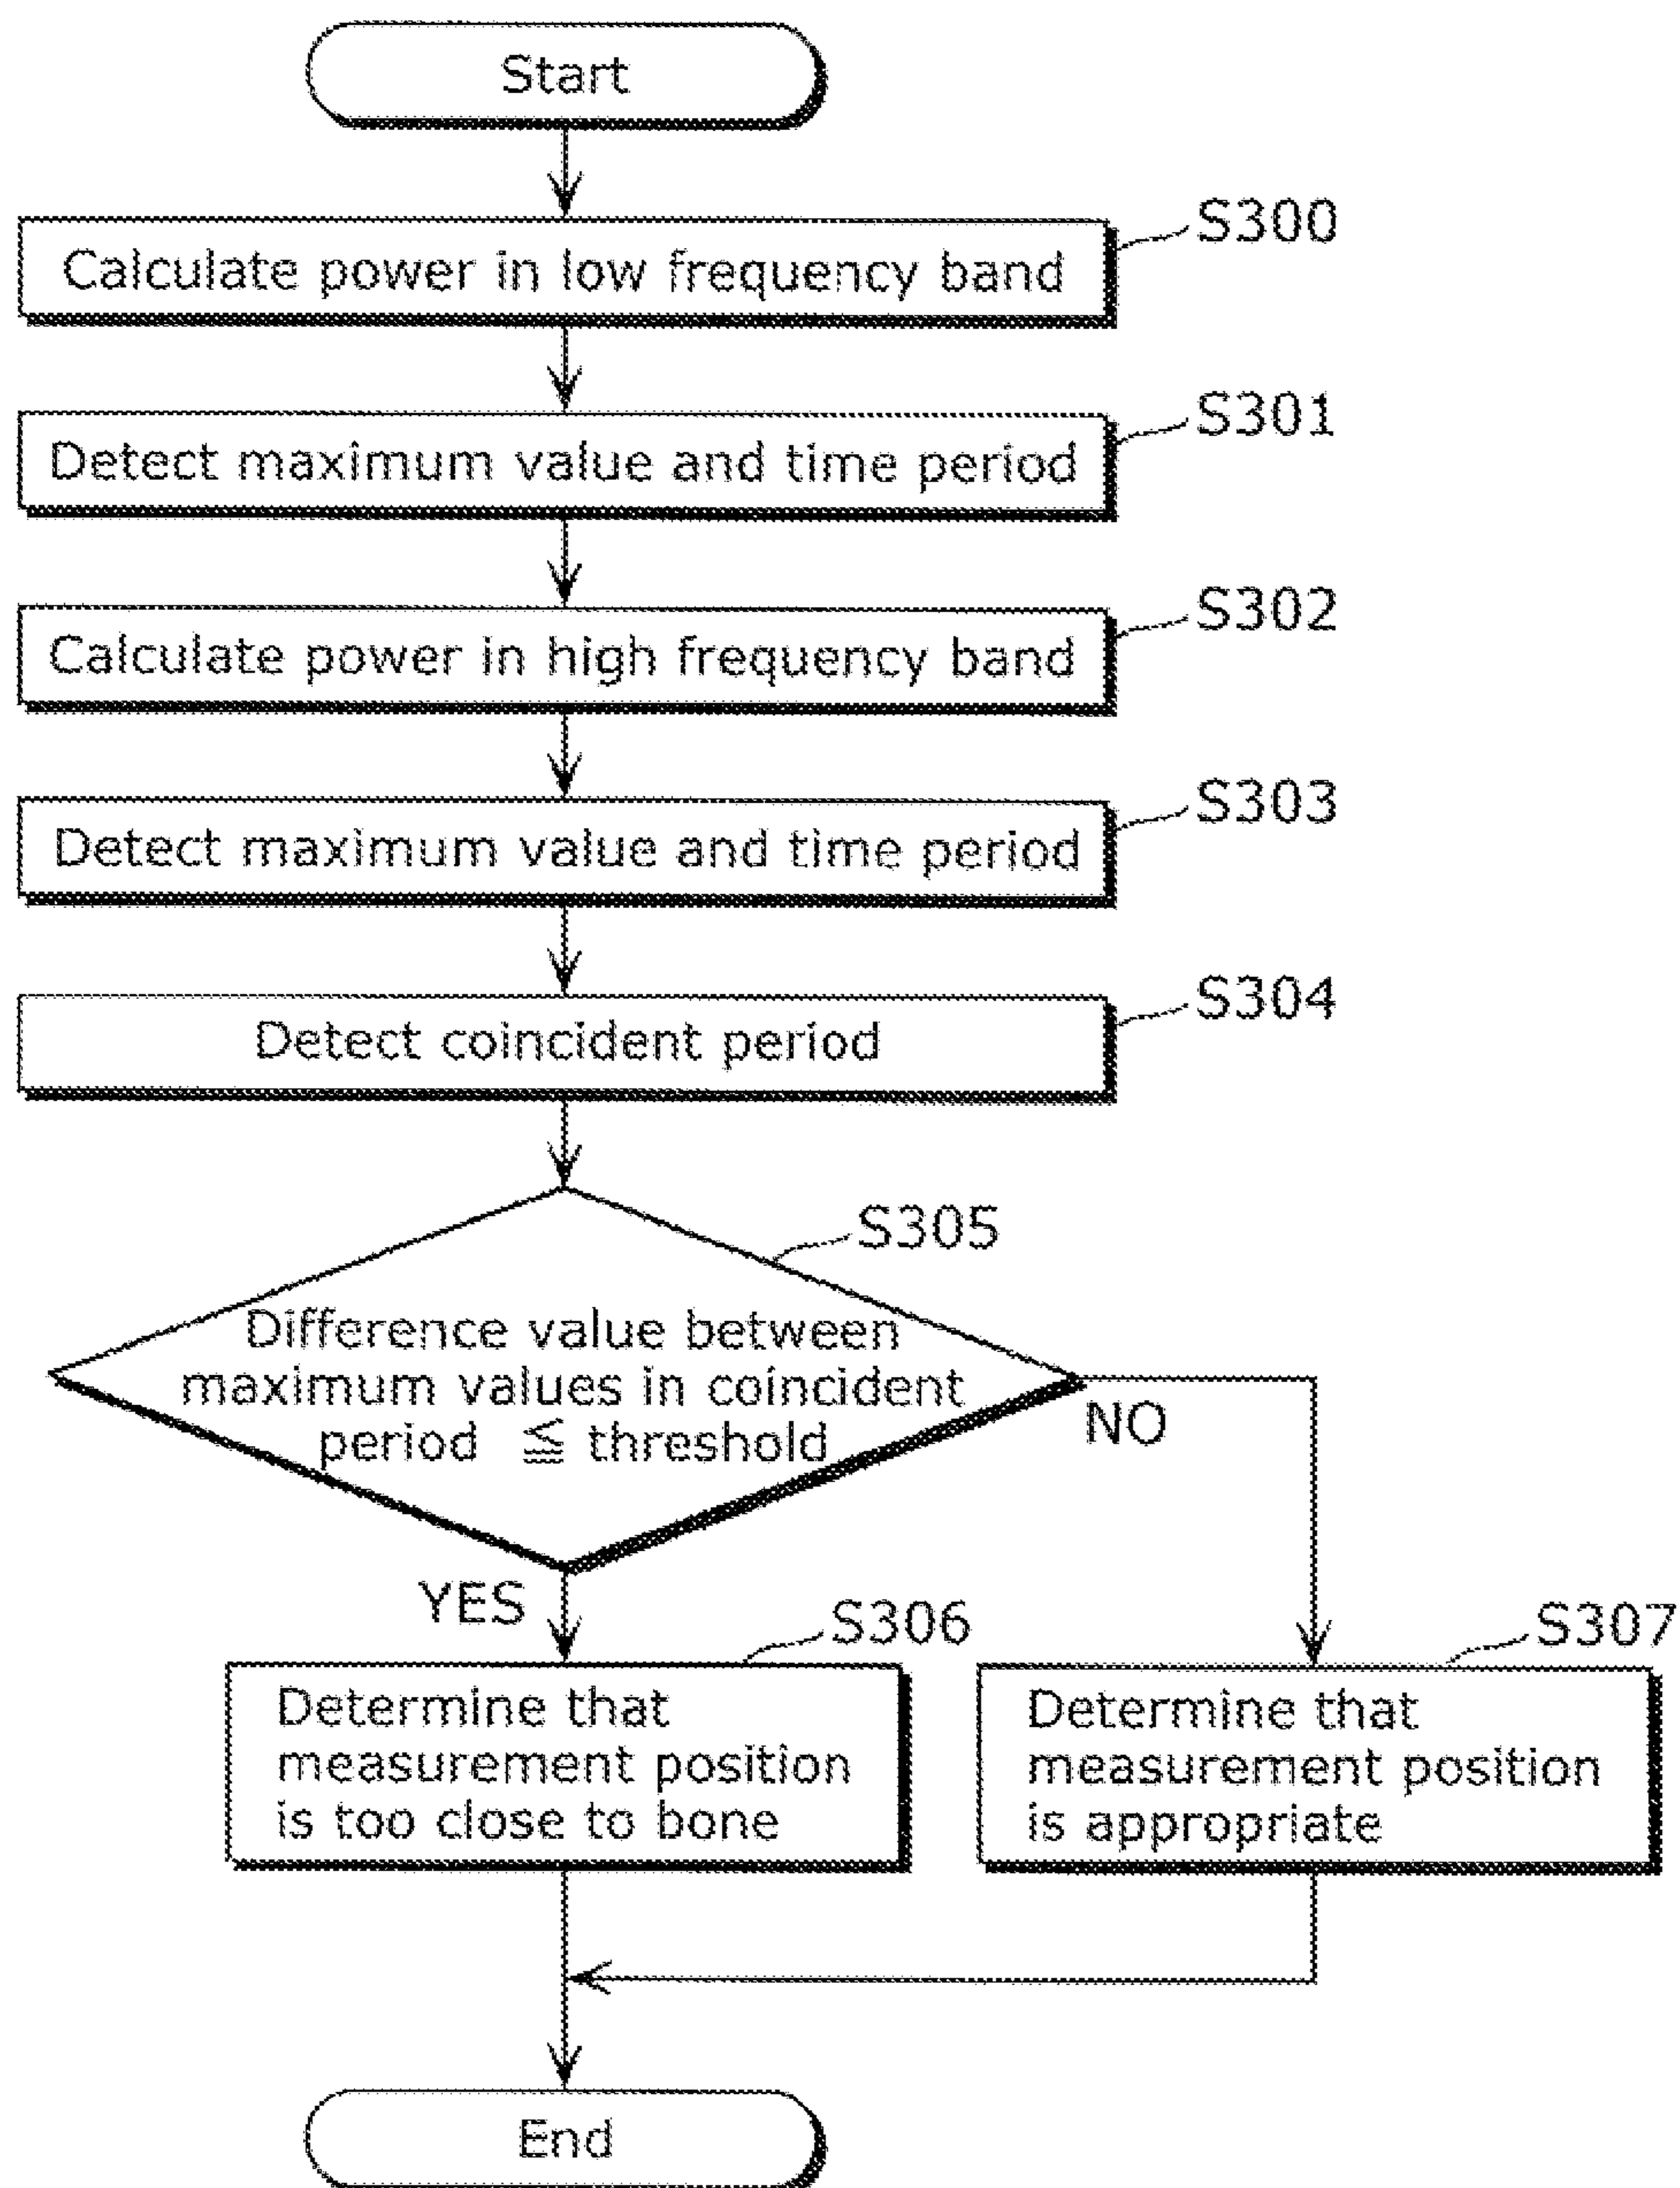 Start
S300
Calculate power in low frequency band
S301
Detect maximum value and time period
S302
Calculate power in high frequency band
S303
Detect maximum value and time period
S304
Detect coincident period
S305
Difference value between
maximum values in coincident
period ≦ threshold
NO
YES
S306
Determine that
measurement position
is too close to bone
S307
Determine that
measurement position
is appropriate
End